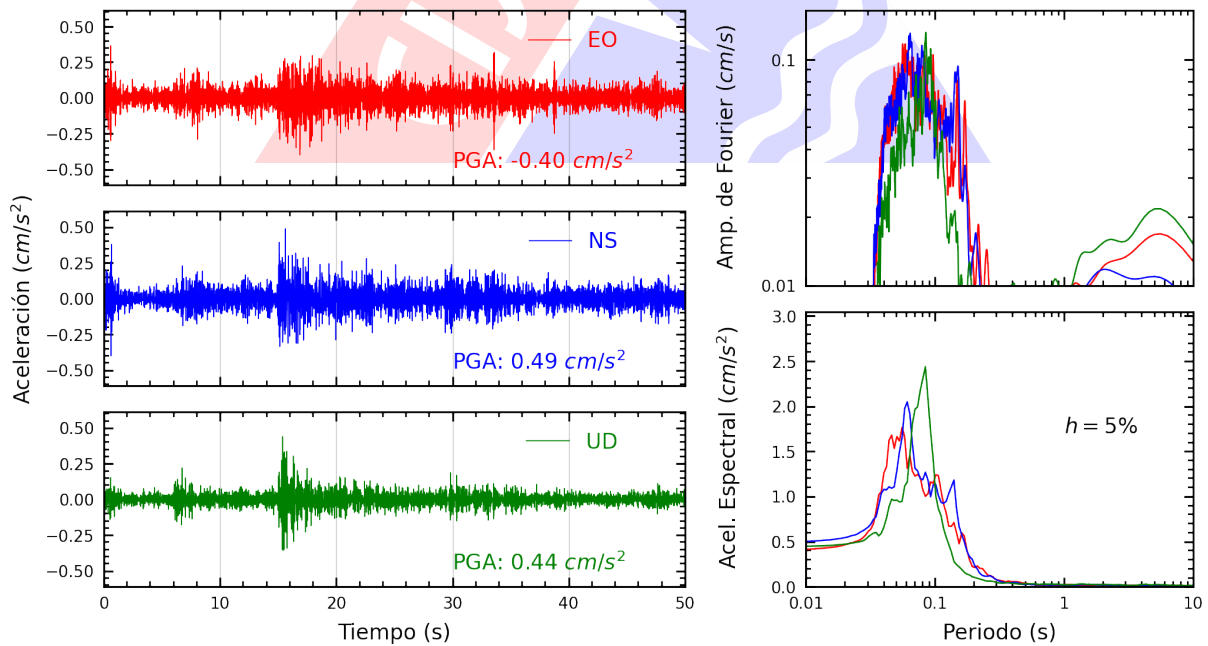 Aceleración (cm/s²)
0.50
0.25
0.00
−0.25
−0.50
EO
PGA: -0.40 cm/s²
0.50
0.25
0.00
−0.25
−0.50
NS
PGA: 0.49 cm/s²
0.50
0.25
0.00
−0.25
−0.50
UD
PGA: 0.44 cm/s²
0 10 20 30 40 50
Tiempo (s)
Amp. de Fourier (cm/s)
0.1
0.01
Acel. Espectral (cm/s²)
3.0
2.5
2.0
1.5
1.0
0.5
0.0
h = 5%
0.01 0.1 1 10
Periodo (s)